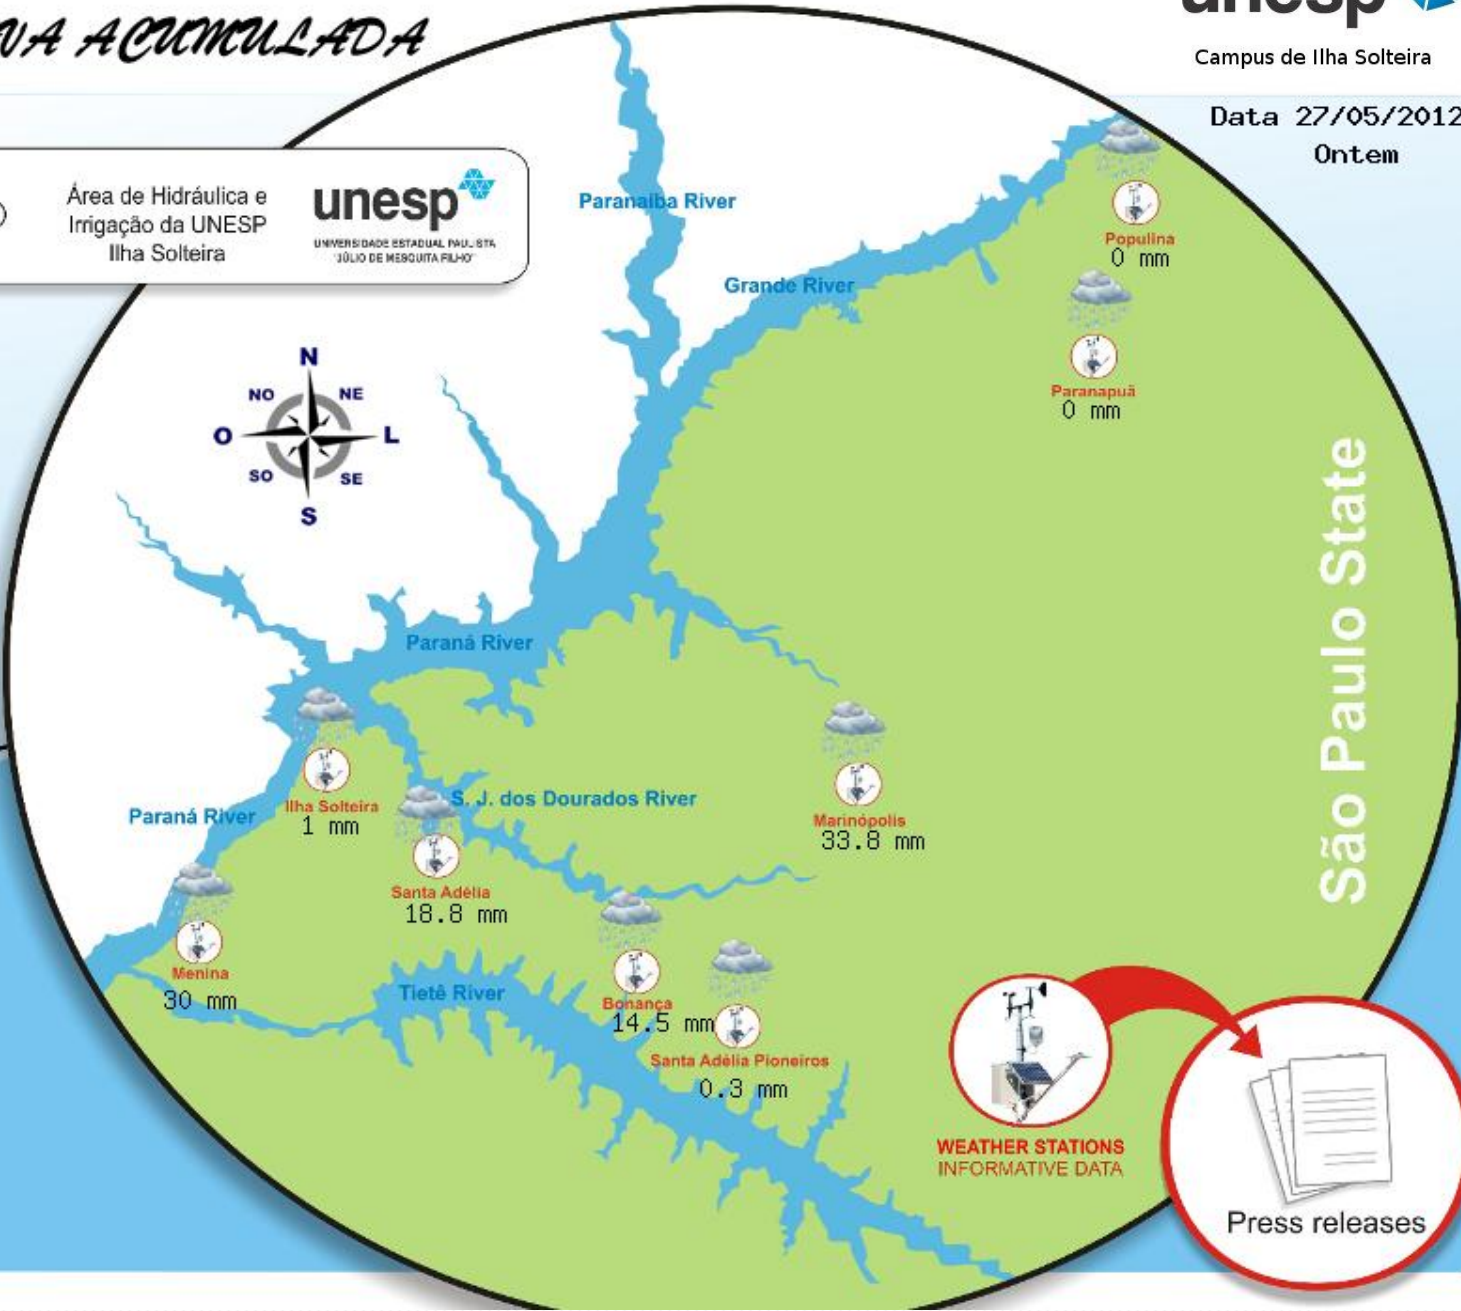 ACUMULADA
unesp
Campus de Ilha Solteira
Data 27/05/2012
Ontem
Área de Hidráulica e
Irrigação da UNESP
Ilha Solteira
unesp
UNIVERSIDADE ESTADUAL PAULISTA
"JÚLIO DE MESQUITA FILHO"
Paranaiba River
Populina
0 mm
Grande River
Paranapuã
0 mm
N
NO
NE
O
L
SO
SE
S
São Paulo State
Paraná River
Ilha Solteira
1 mm
Paraná River
S. J. dos Dourados River
Marinópolis
33.8 mm
Santa Adélia
18.8 mm
Menina
30 mm
Tietê River
Bonança
14.5 mm
Santa Adélia Pioneiros
0.3 mm
WEATHER STATIONS
INFORMATIVE DATA
Press releases